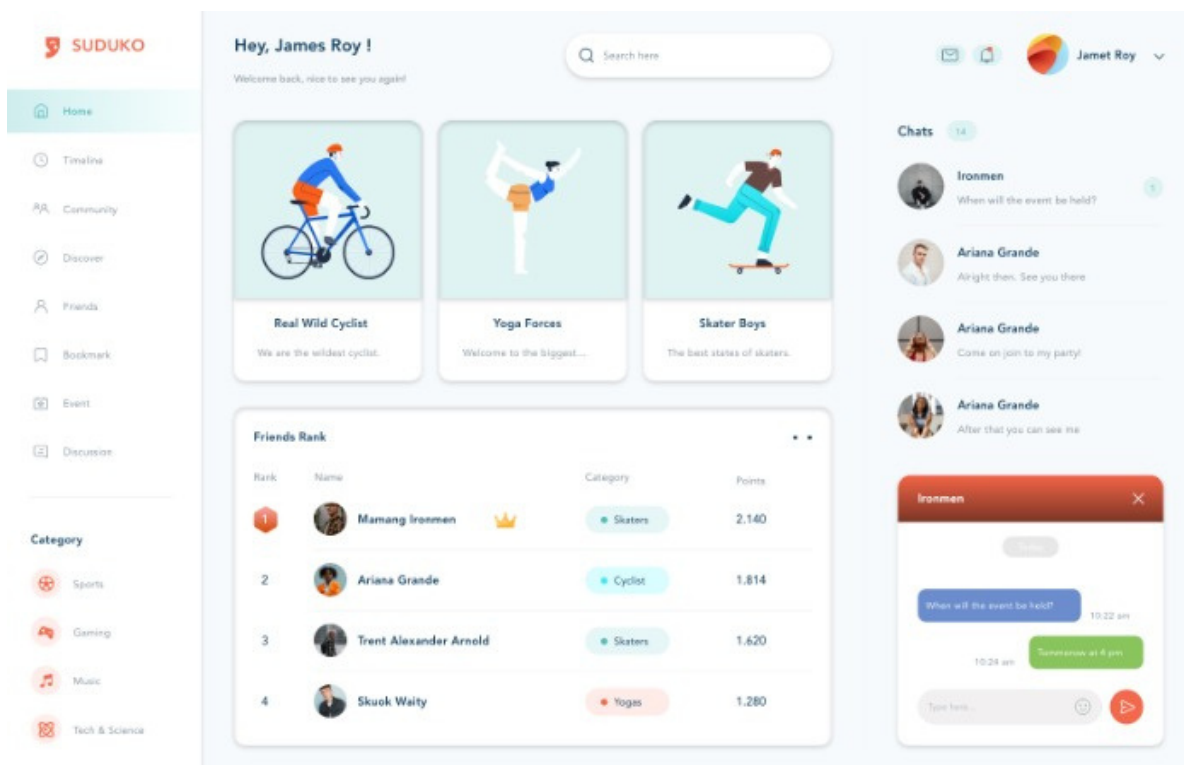 SUDUKO
Home
Timeline
Community
Discover
Friends
Bookmark
Event
Discussion
Category
Sports
Gaming
Music
Tech & Science
Hey, James Roy !
Welcome back, nice to see you again!
Search here
Jamet Roy
Real Wild Cyclist
We are the wildest cyclist.
Yoga Forces
Welcome to the biggest...
Skater Boys
The best states of skaters.
Friends Rank
Rank Name Category Points
1 Mamang Ironmen Skaters 2.140
2 Ariana Grande Cyclist 1.814
3 Trent Alexander Arnold Skaters 1.620
4 Skuok Waity Yogas 1.280
Chats 14
Ironmen
When will the event be held?
1
Ariana Grande
Alright then. See you there
Ariana Grande
Come on join to my party!
Ariana Grande
After that you can see me
Ironmen
Today
When will the event be held?
10:22 am
Tommorow at 6 pm
10:24 am
Type here...